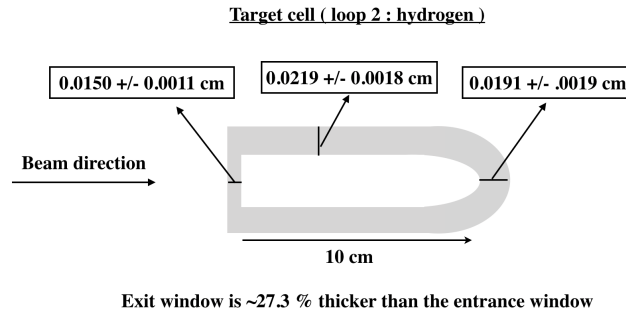 Target cell ( loop 2 : hydrogen )
0.0150 +/- 0.0011 cm
0.0219 +/- 0.0018 cm
0.0191 +/- .0019 cm
Beam direction
10 cm
Exit window is ~27.3 % thicker than the entrance window